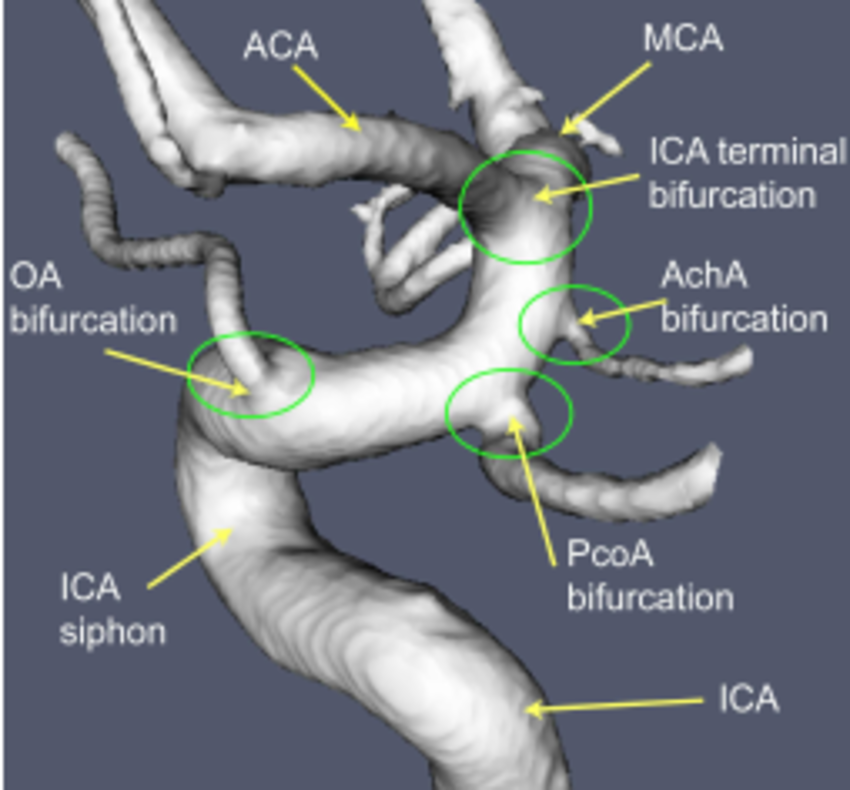 ACA
MCA
ICA terminal
bifurcation
OA
bifurcation
AchA
bifurcation
PcoA
bifurcation
ICA
siphon
ICA